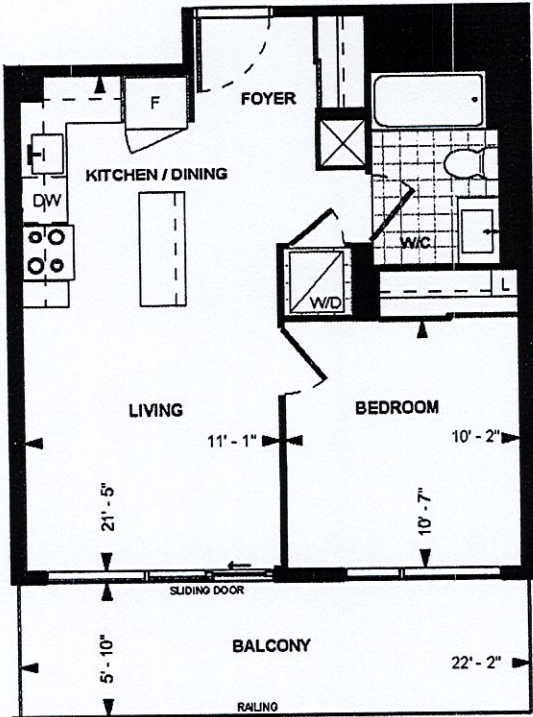 FOYER
F
KITCHEN / DINING
DW
W/C
W/D
L
LIVING
BEDROOM
11' - 1"
10' - 2"
21' - 5"
10' - 7"
SLIDING DOOR
BALCONY
5' - 10"
22' - 2"
RAILING